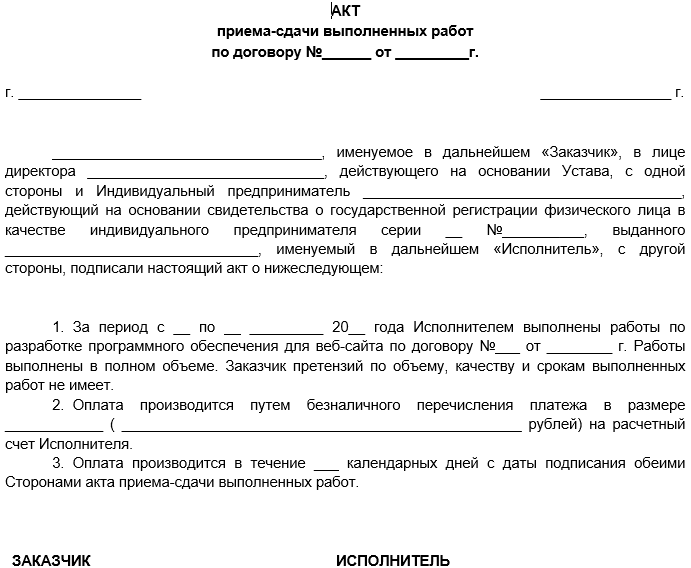 АКТ
приема-сдачи выполненных работ
по договору №______ от _________г.
г. _______________ ________________ г.
_________________________________, именуемое в дальнейшем «Заказчик», в лице
директора _____________________________, действующего на основании Устава, с одной
стороны и Индивидуальный предприниматель _______________________________________,
действующий на основании свидетельства о государственной регистрации физического лица в
качестве индивидуального предпринимателя серии __ №__________, выданного
_______________________________, именуемый в дальнейшем «Исполнитель», с другой
стороны, подписали настоящий акт о нижеследующем:
1. За период с __ по __ _________ 20__ года Исполнителем выполнены работы по
разработке программного обеспечения для веб-сайта по договору №___ от ________ г. Работы
выполнены в полном объеме. Заказчик претензий по объему, качеству и срокам выполненных
работ не имеет.
2. Оплата производится путем безналичного перечисления платежа в размере
____________ ( _________________________________________________ рублей) на расчетный
счет Исполнителя.
3. Оплата производится в течение ___ календарных дней с даты подписания обеими
Сторонами акта приема-сдачи выполненных работ.
ЗАКАЗЧИК ИСПОЛНИТЕЛЬ